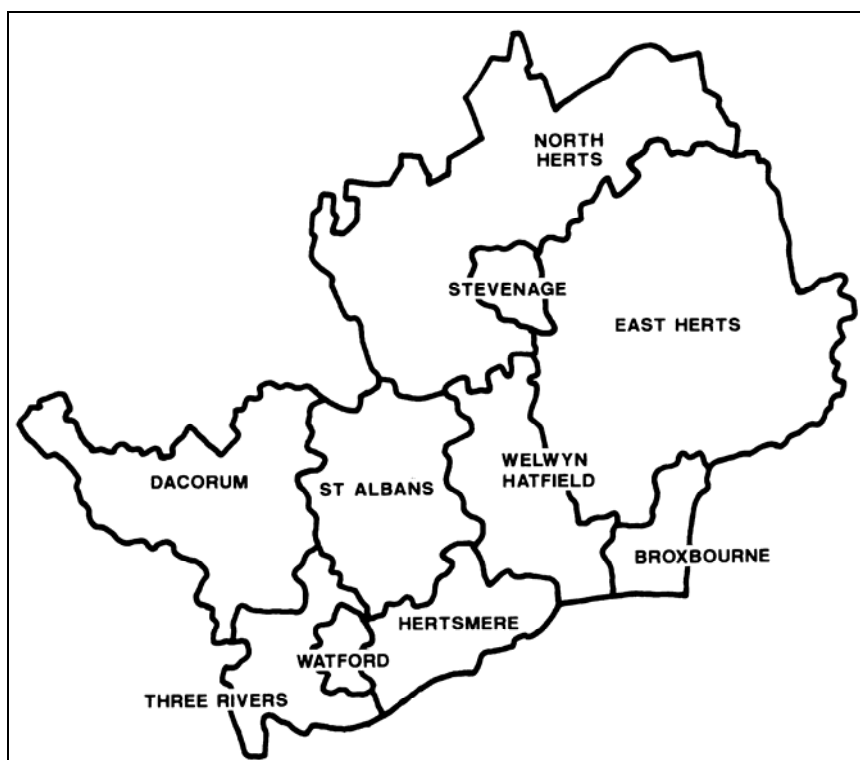 NORTH
HERTS
STEVENAGE
EAST HERTS
WELWYN
HATFIELD
DACORUM
ST ALBANS
BROXBOURNE
HERTSMERE
WATFORD
THREE RIVERS